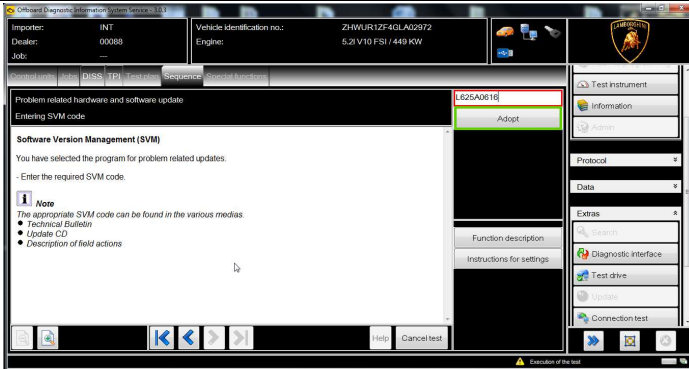 Offboard Diagnostic Information System Service - 3.0.3
Importer: INT
Dealer: 00088
Job: ---
Vehicle identification no.: ZHWUR1ZF4GLA02972
Engine: 5.2l V10 FSI / 449 KW
LAMBORGHINI
Control units Jobs DISS TPI Test plan Sequence Special functions
Problem related hardware and software update
Entering SVM code
L625A0616
Adopt
Software Version Management (SVM)
You have selected the program for problem related updates.
- Enter the required SVM code.
Note
The appropriate SVM code can be found in the various medias.
● Technical Bulletin
● Update CD
● Description of field actions
Function description
Instructions for settings
Help
Cancel test
Test instrument
Information
Admin
Protocol
Data
Extras
Search
Diagnostic interface
Test drive
Update
Connection test
Execution of the test